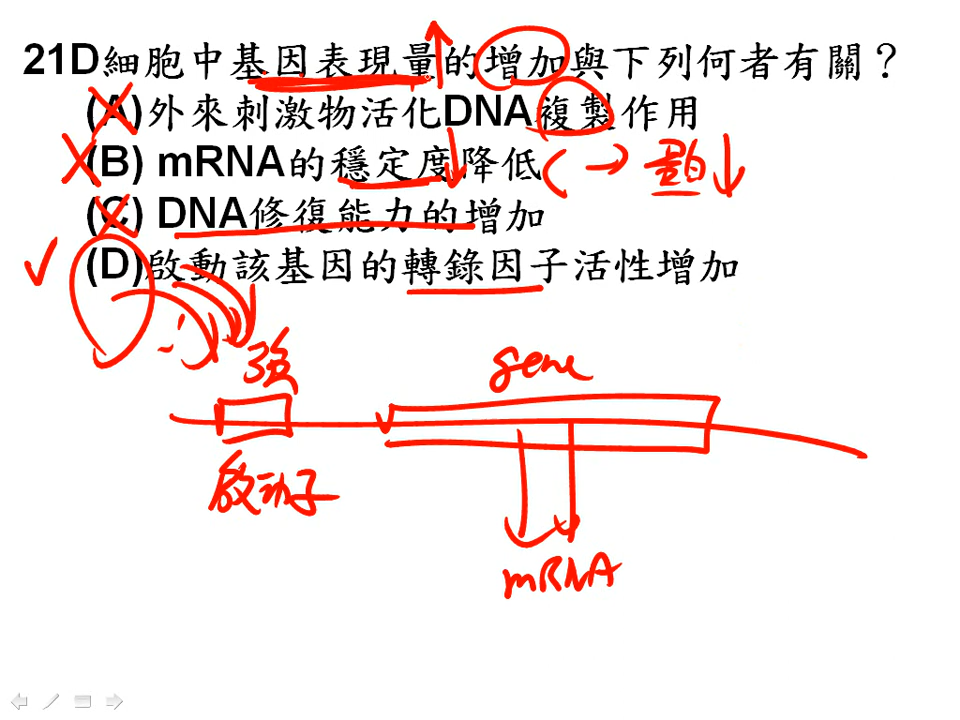 21D細胞中基因表現量的增加與下列何者有關？
(A)外來刺激物活化DNA複製作用
(B) mRNA的穩定度降低
(C) DNA修復能力的增加
(D)啟動該基因的轉錄因子活性增加
強
gene
啟动子
mRNA